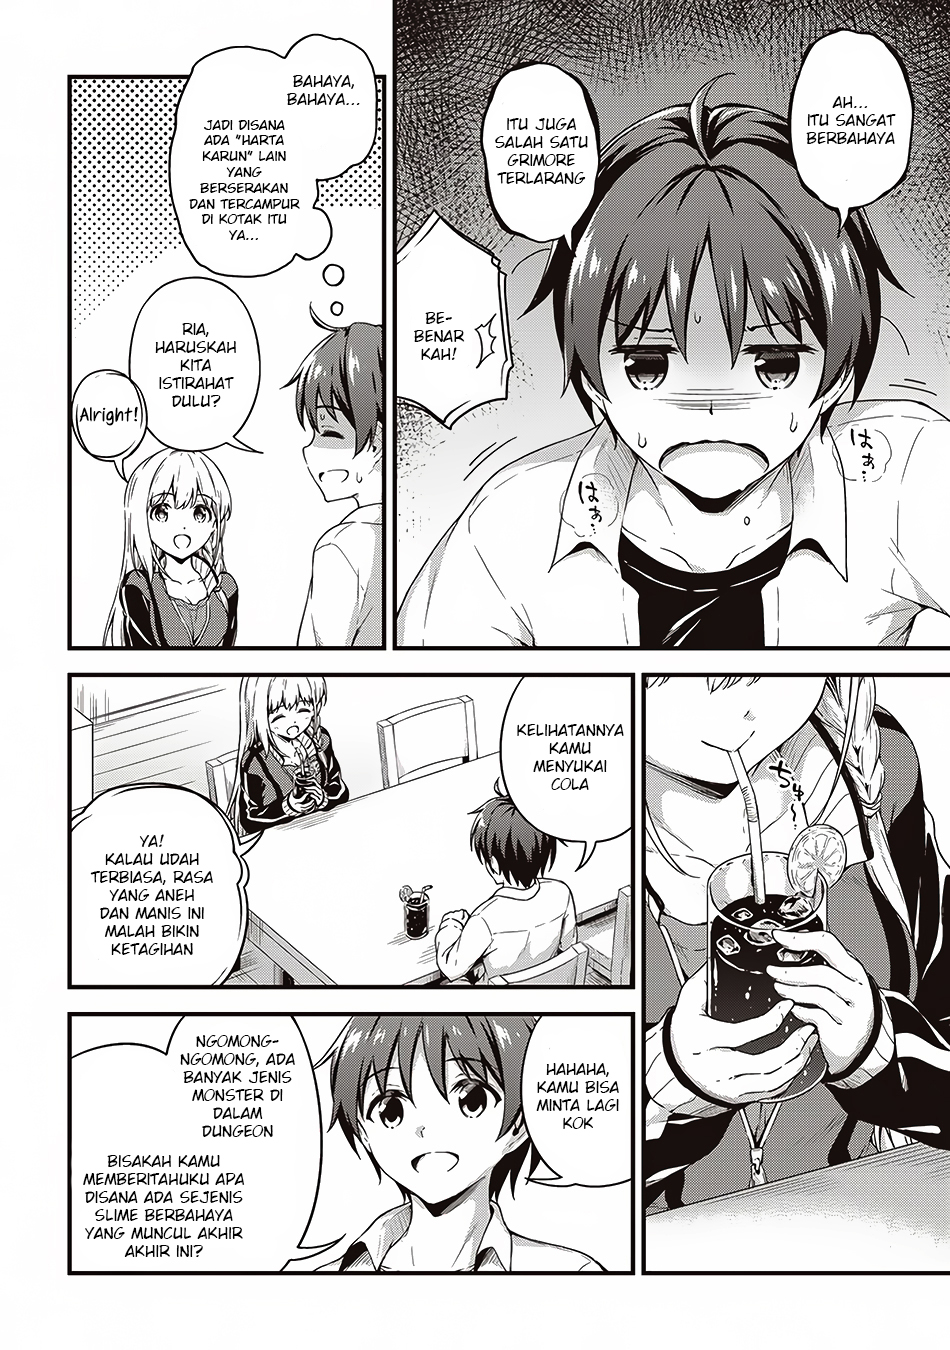 AH...
ITU SANGAT
BERBAHAYA
ITU JUGA
SALAH SATU
GRIMORE
TERLARANG
はぁ…
はぁ…
BE-
BENAR
KAH!
BAHAYA,
BAHAYA...
JADI DISANA
ADA "HARTA
KARUN" LAIN
YANG
BERSERAKAN
DAN TERCAMPUR
DI KOTAK ITU
YA...
RIA,
HARUSKAH
KITA
ISTIRAHAT
DULU?
Alright!
ちゅ〜
KELIHATANNYA
KAMU
MENYUKAI
COLA
YA!
KALAU UDAH
TERBIASA, RASA
YANG ANEH
DAN MANIS INI
MALAH BIKIN
KETAGIHAN
HAHAHA,
KAMU BISA
MINTA LAGI
KOK
NGOMONG-
NGOMONG, ADA
BANYAK JENIS
MONSTER DI
DALAM
DUNGEON
BISAKAH KAMU
MEMBERITAHUKU APA
DISANA ADA SEJENIS
SLIME BERBAHAYA
YANG MUNCUL AKHIR
AKHIR INI?